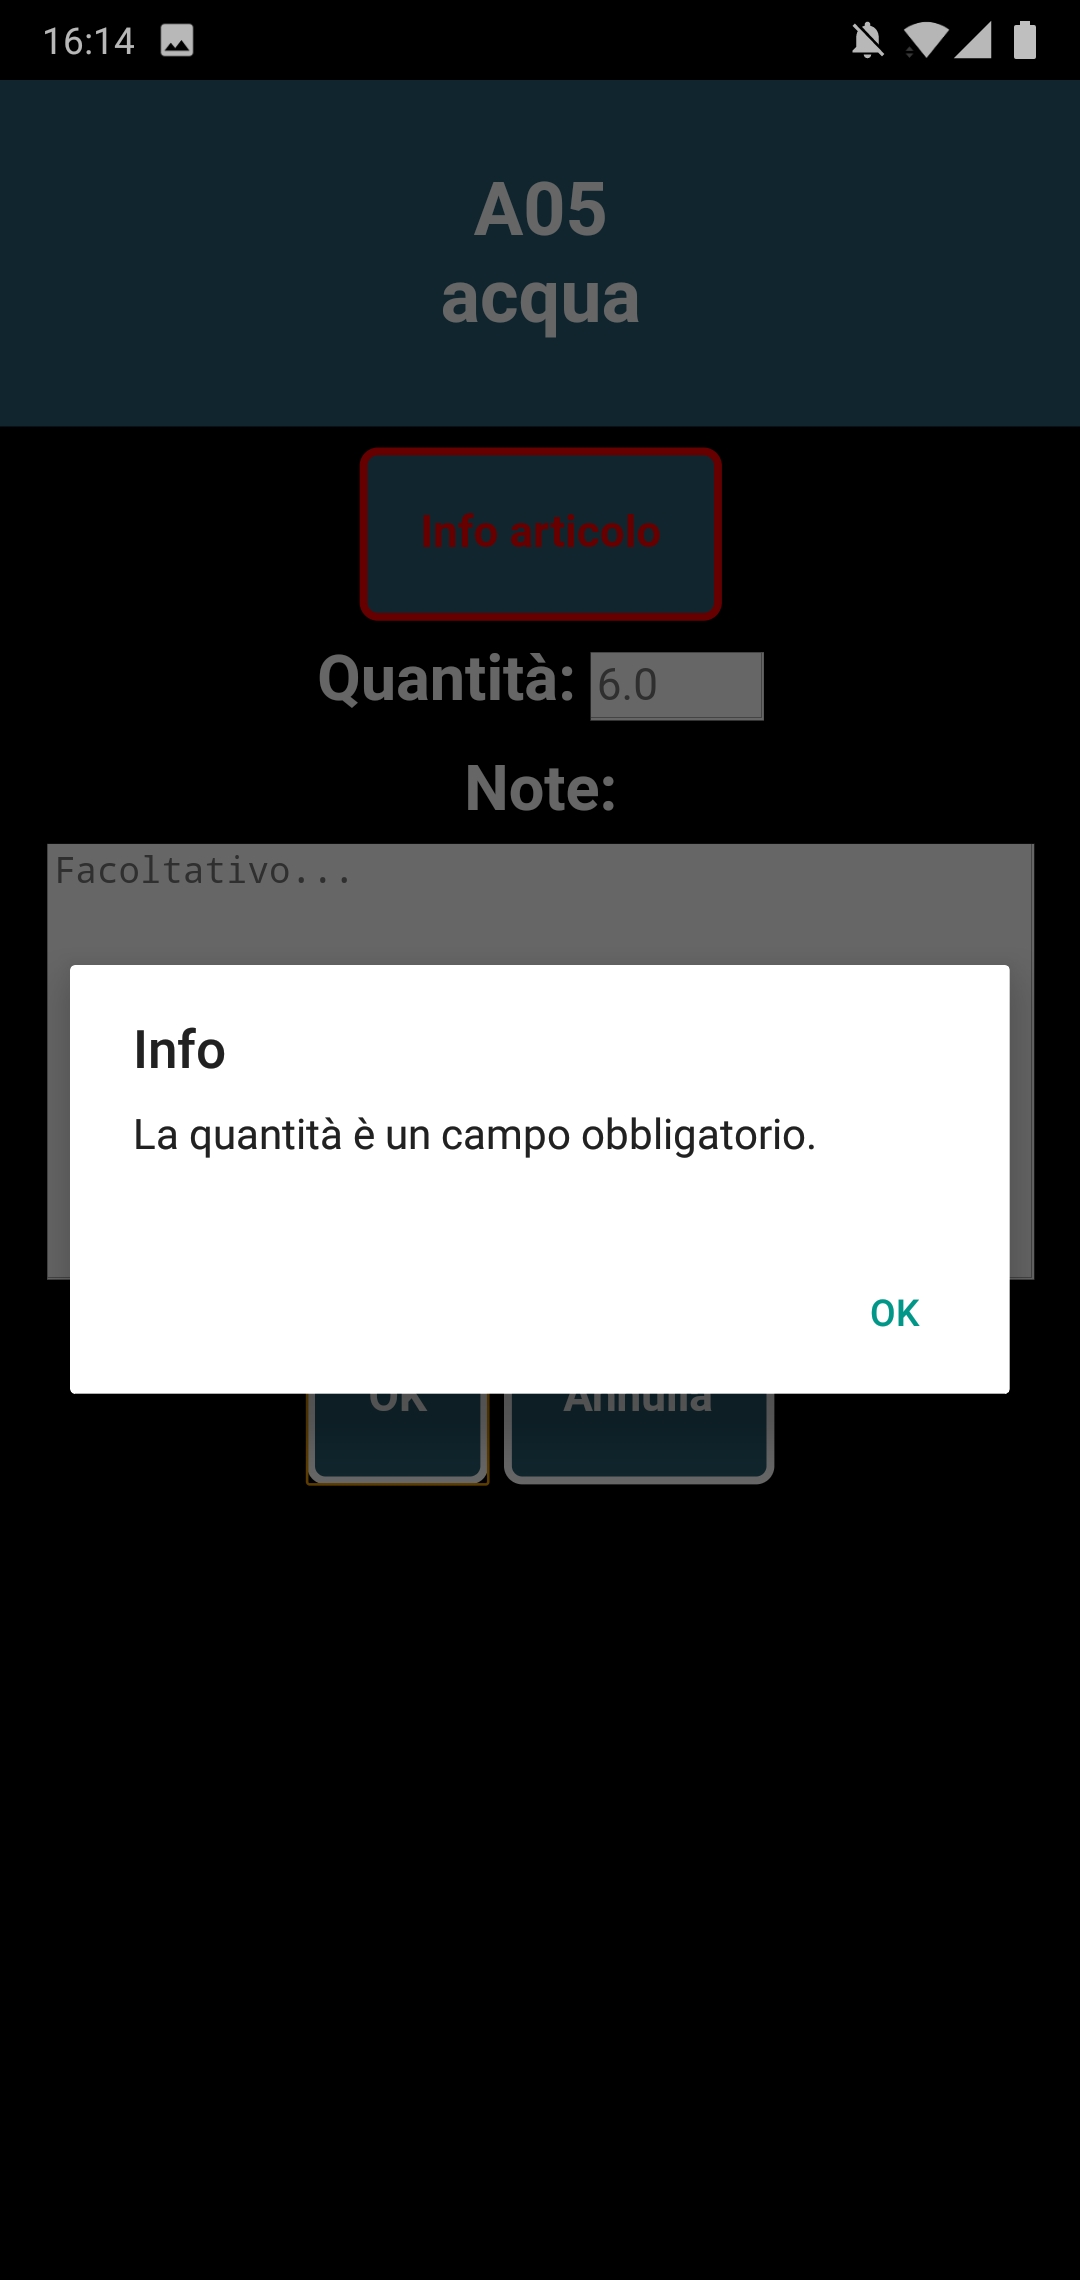 16:14
A05
acqua
Info articolo
Quantità: 6.0
Note:
Facoltativo...
Info
La quantità è un campo obbligatorio.
OK
OK Annulla